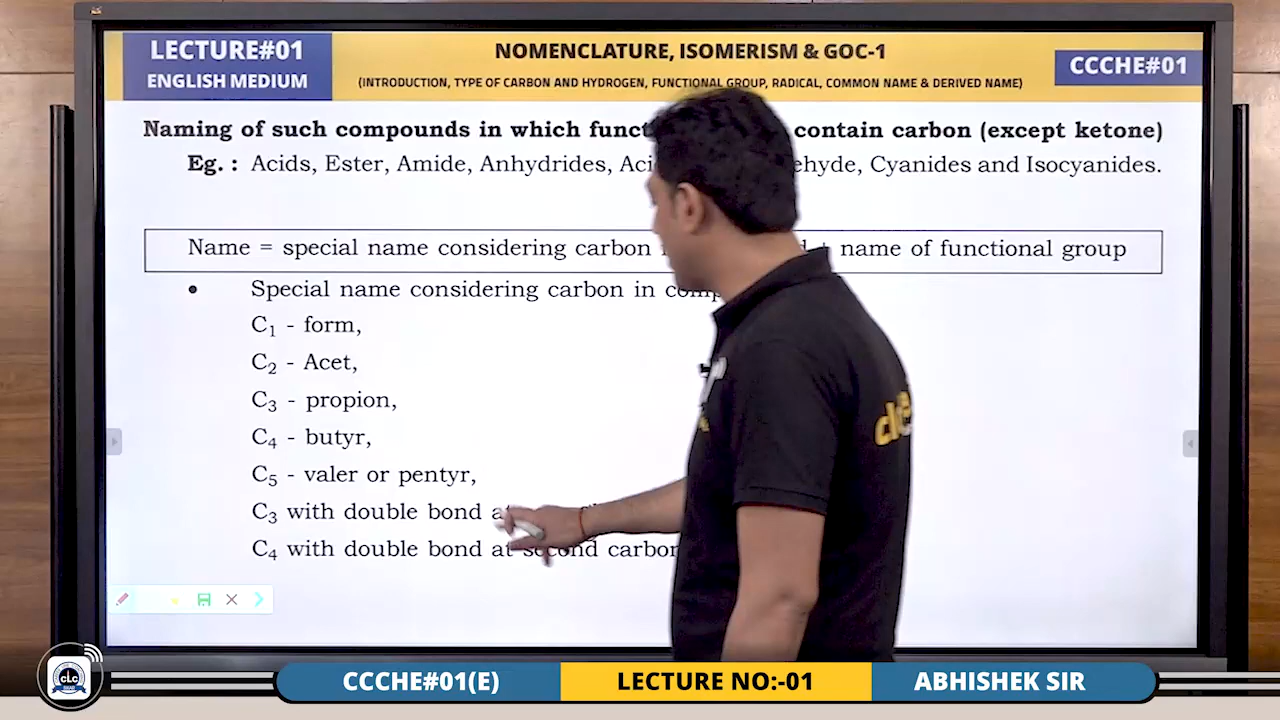 LECTURE#01
ENGLISH MEDIUM
NOMENCLATURE, ISOMERISM & GOC-1
(INTRODUCTION, TYPE OF CARBON AND HYDROGEN, FUNCTIONAL GROUP, RADICAL, COMMON NAME & DERIVED NAME)
CCCHE#01
Naming of such compounds in which contain carbon (except ketone)
Eg. : Acids, Ester, Amide, Anhydrides, Cyanides and Isocyanides.
Name = special name considering carbon + name of functional group
• Special name considering carbon in
C₁ - form,
C₂ - Acet,
C₃ - propion,
C₄ - butyr,
C₅ - valer or pentyr,
C₃ with double bond
C₄ with double bond at second carbon
clc
CCCHE#01(E)
LECTURE NO:-01
ABHISHEK SIR